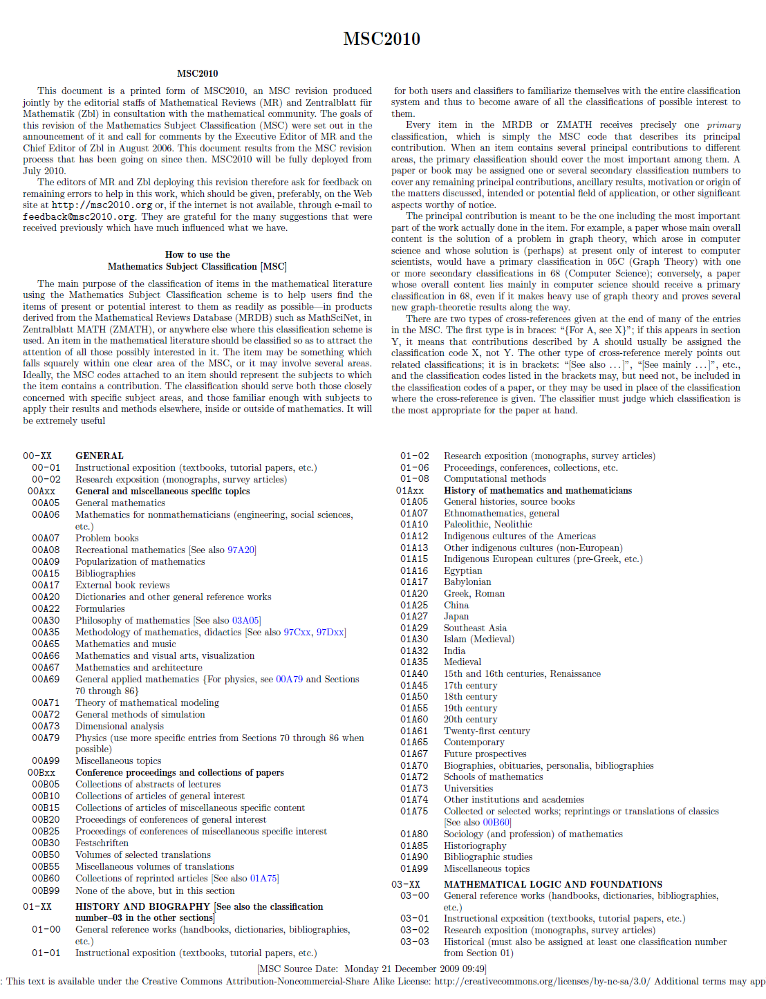 MSC2010
MSC2010
This document is a printed form of MSC2010, an MSC revision produced
jointly by the editorial staffs of Mathematical Reviews (MR) and Zentralblatt für
Mathematik (Zbl) in consultation with the mathematical community. The goals of
this revision of the Mathematics Subject Classification (MSC) were set out in the
announcement of it and call for comments by the Executive Editor of MR and the
Chief Editor of Zbl in August 2006. This document results from the MSC revision
process that has been going on since then. MSC2010 will be fully deployed from
July 2010.
The editors of MR and Zbl deploying this revision therefore ask for feedback on
remaining errors to help in this work, which should be given, preferably, on the Web
site at http://msc2010.org or, if the internet is not available, through e-mail to
feedback@msc2010.org. They are grateful for the many suggestions that were
received previously which have much influenced what we have.
How to use the
Mathematics Subject Classification [MSC]
The main purpose of the classification of items in the mathematical literature
using the Mathematics Subject Classification scheme is to help users find the
items of present or potential interest to them as readily as possible—in products
derived from the Mathematical Reviews Database (MRDB) such as MathSciNet, in
Zentralblatt MATH (ZMATH), or anywhere else where this classification scheme is
used. An item in the mathematical literature should be classified so as to attract the
attention of all those possibly interested in it. The item may be something which
falls squarely within one clear area of the MSC, or it may involve several areas.
Ideally, the MSC codes attached to an item should represent the subjects to which
the item contains a contribution. The classification should serve both those closely
concerned with specific subject areas, and those familiar enough with subjects to
apply their results and methods elsewhere, inside or outside of mathematics. It will
be extremely useful
for both users and classifiers to familiarize themselves with the entire classification
system and thus to become aware of all the classifications of possible interest to
them.
Every item in the MRDB or ZMATH receives precisely one primary
classification, which is simply the MSC code that describes its principal
contribution. When an item contains several principal contributions to different
areas, the primary classification should cover the most important among them. A
paper or book may be assigned one or several secondary classification numbers to
cover any remaining principal contributions, ancillary results, motivation or origin of
the matters discussed, intended or potential field of application, or other significant
aspects worthy of notice.
The principal contribution is meant to be the one including the most important
part of the work actually done in the item. For example, a paper whose main overall
content is the solution of a problem in graph theory, which arose in computer
science and whose solution is (perhaps) at present only of interest to computer
scientists, would have a primary classification in 05C (Graph Theory) with one
or more secondary classifications in 68 (Computer Science); conversely, a paper
whose overall content lies mainly in computer science should receive a primary
classification in 68, even if it makes heavy use of graph theory and proves several
new graph-theoretic results along the way.
There are two types of cross-references given at the end of many of the entries
in the MSC. The first type is in braces: “{For A, see X}”; if this appears in section
Y, it means that contributions described by A should usually be assigned the
classification code X, not Y. The other type of cross-reference merely points out
related classifications; it is in brackets: “[See also ...]”, “[See mainly ...]”, etc.,
and the classification codes listed in the brackets may, but need not, be included in
the classification codes of a paper, or they may be used in place of the classification
where the cross-reference is given. The classifier must judge which classification is
the most appropriate for the paper at hand.
00-XX GENERAL
00-01 Instructional exposition (textbooks, tutorial papers, etc.)
00-02 Research exposition (monographs, survey articles)
00Axx General and miscellaneous specific topics
00A05 General mathematics
00A06 Mathematics for nonmathematicians (engineering, social sciences,
etc.)
00A07 Problem books
00A08 Recreational mathematics [See also 97A20]
00A09 Popularization of mathematics
00A15 Bibliographies
00A17 External book reviews
00A20 Dictionaries and other general reference works
00A22 Formularies
00A30 Philosophy of mathematics [See also 03A05]
00A35 Methodology of mathematics, didactics [See also 97Cxx, 97Dxx]
00A65 Mathematics and music
00A66 Mathematics and visual arts, visualization
00A67 Mathematics and architecture
00A69 General applied mathematics {For physics, see 00A79 and Sections
70 through 86}
00A71 Theory of mathematical modeling
00A72 General methods of simulation
00A73 Dimensional analysis
00A79 Physics (use more specific entries from Sections 70 through 86 when
possible)
00A99 Miscellaneous topics
00Bxx Conference proceedings and collections of papers
00B05 Collections of abstracts of lectures
00B10 Collections of articles of general interest
00B15 Collections of articles of miscellaneous specific content
00B20 Proceedings of conferences of general interest
00B25 Proceedings of conferences of miscellaneous specific interest
00B30 Festschriften
00B50 Volumes of selected translations
00B55 Miscellaneous volumes of translations
00B60 Collections of reprinted articles [See also 01A75]
00B99 None of the above, but in this section
01-XX HISTORY AND BIOGRAPHY [See also the classification
number–03 in the other sections]
01-00 General reference works (handbooks, dictionaries, bibliographies,
etc.)
01-01 Instructional exposition (textbooks, tutorial papers, etc.)
01-02 Research exposition (monographs, survey articles)
01-06 Proceedings, conferences, collections, etc.
01-08 Computational methods
01Axx History of mathematics and mathematicians
01A05 General histories, source books
01A07 Ethnomathematics, general
01A10 Paleolithic, Neolithic
01A12 Indigenous cultures of the Americas
01A13 Other indigenous cultures (non-European)
01A15 Indigenous European cultures (pre-Greek, etc.)
01A16 Egyptian
01A17 Babylonian
01A20 Greek, Roman
01A25 China
01A27 Japan
01A29 Southeast Asia
01A30 Islam (Medieval)
01A32 India
01A35 Medieval
01A40 15th and 16th centuries, Renaissance
01A45 17th century
01A50 18th century
01A55 19th century
01A60 20th century
01A61 Twenty-first century
01A65 Contemporary
01A67 Future prospectives
01A70 Biographies, obituaries, personalia, bibliographies
01A72 Schools of mathematics
01A73 Universities
01A74 Other institutions and academies
01A75 Collected or selected works; reprintings or translations of classics
[See also 00B60]
01A80 Sociology (and profession) of mathematics
01A85 Historiography
01A90 Bibliographic studies
01A99 Miscellaneous topics
03-XX MATHEMATICAL LOGIC AND FOUNDATIONS
03-00 General reference works (handbooks, dictionaries, bibliographies,
etc.)
03-01 Instructional exposition (textbooks, tutorial papers, etc.)
03-02 Research exposition (monographs, survey articles)
03-03 Historical (must also be assigned at least one classification number
from Section 01)
[MSC Source Date: Monday 21 December 2009 09:49]
: This text is available under the Creative Commons Attribution-Noncommercial-Share Alike License: http://creativecommons.org/licenses/by-nc-sa/3.0/ Additional terms may app